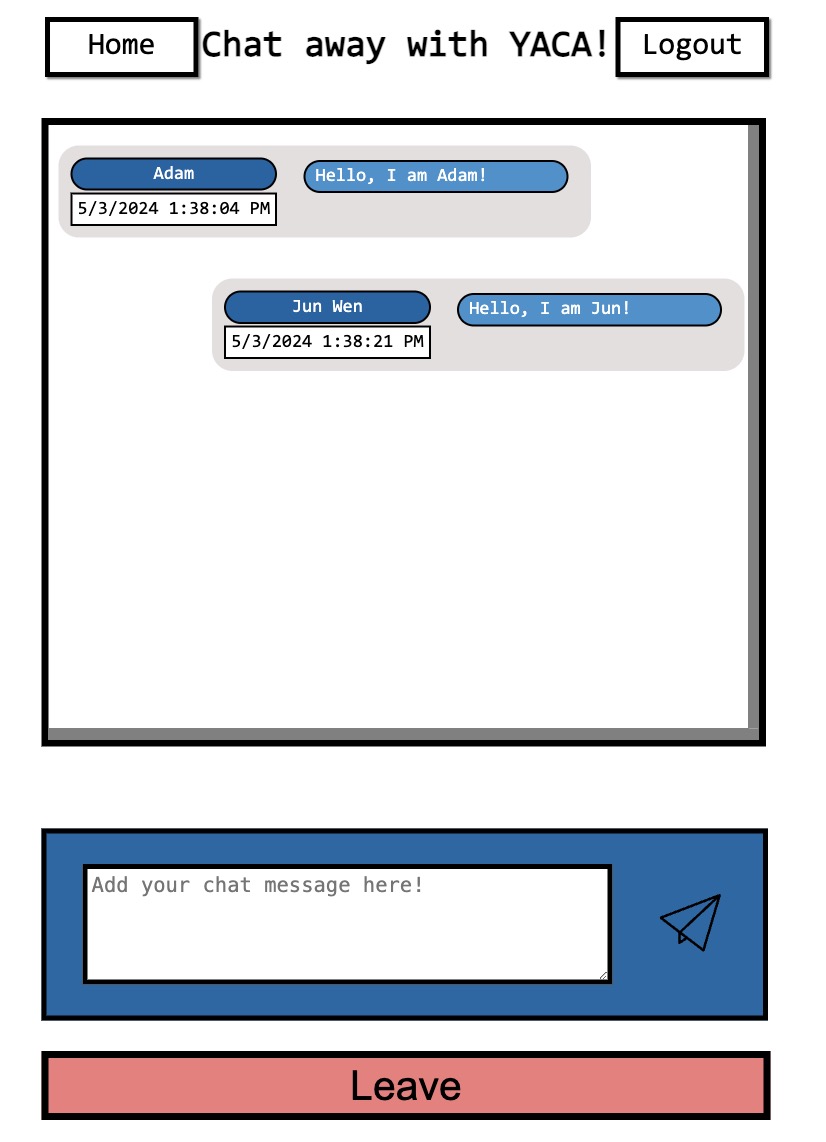 Home Chat away with YACA! Logout
Adam Hello, I am Adam!
5/3/2024 1:38:04 PM
Jun Wen Hello, I am Jun!
5/3/2024 1:38:21 PM
Add your chat message here!
Leave